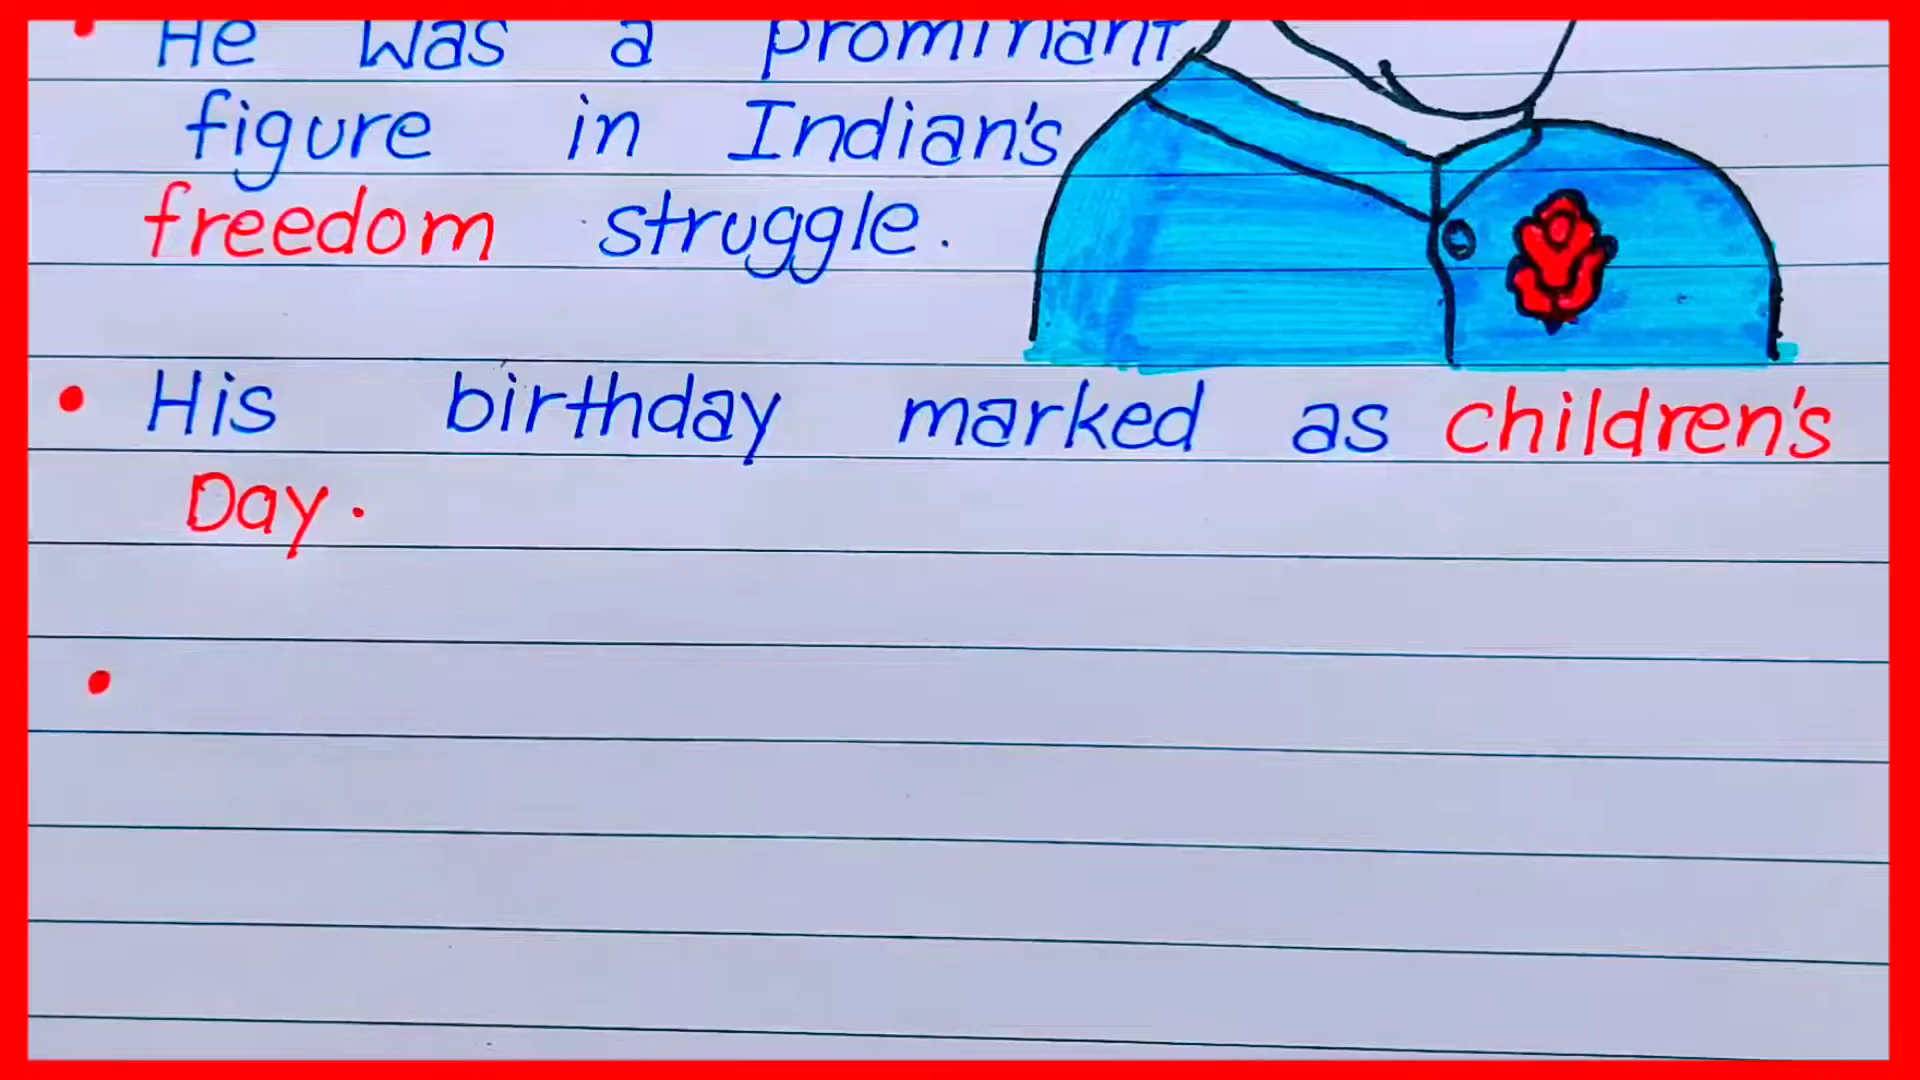 • He was a prominant
figure in Indian's
freedom struggle.
• His birthday marked as children's
Day.
•